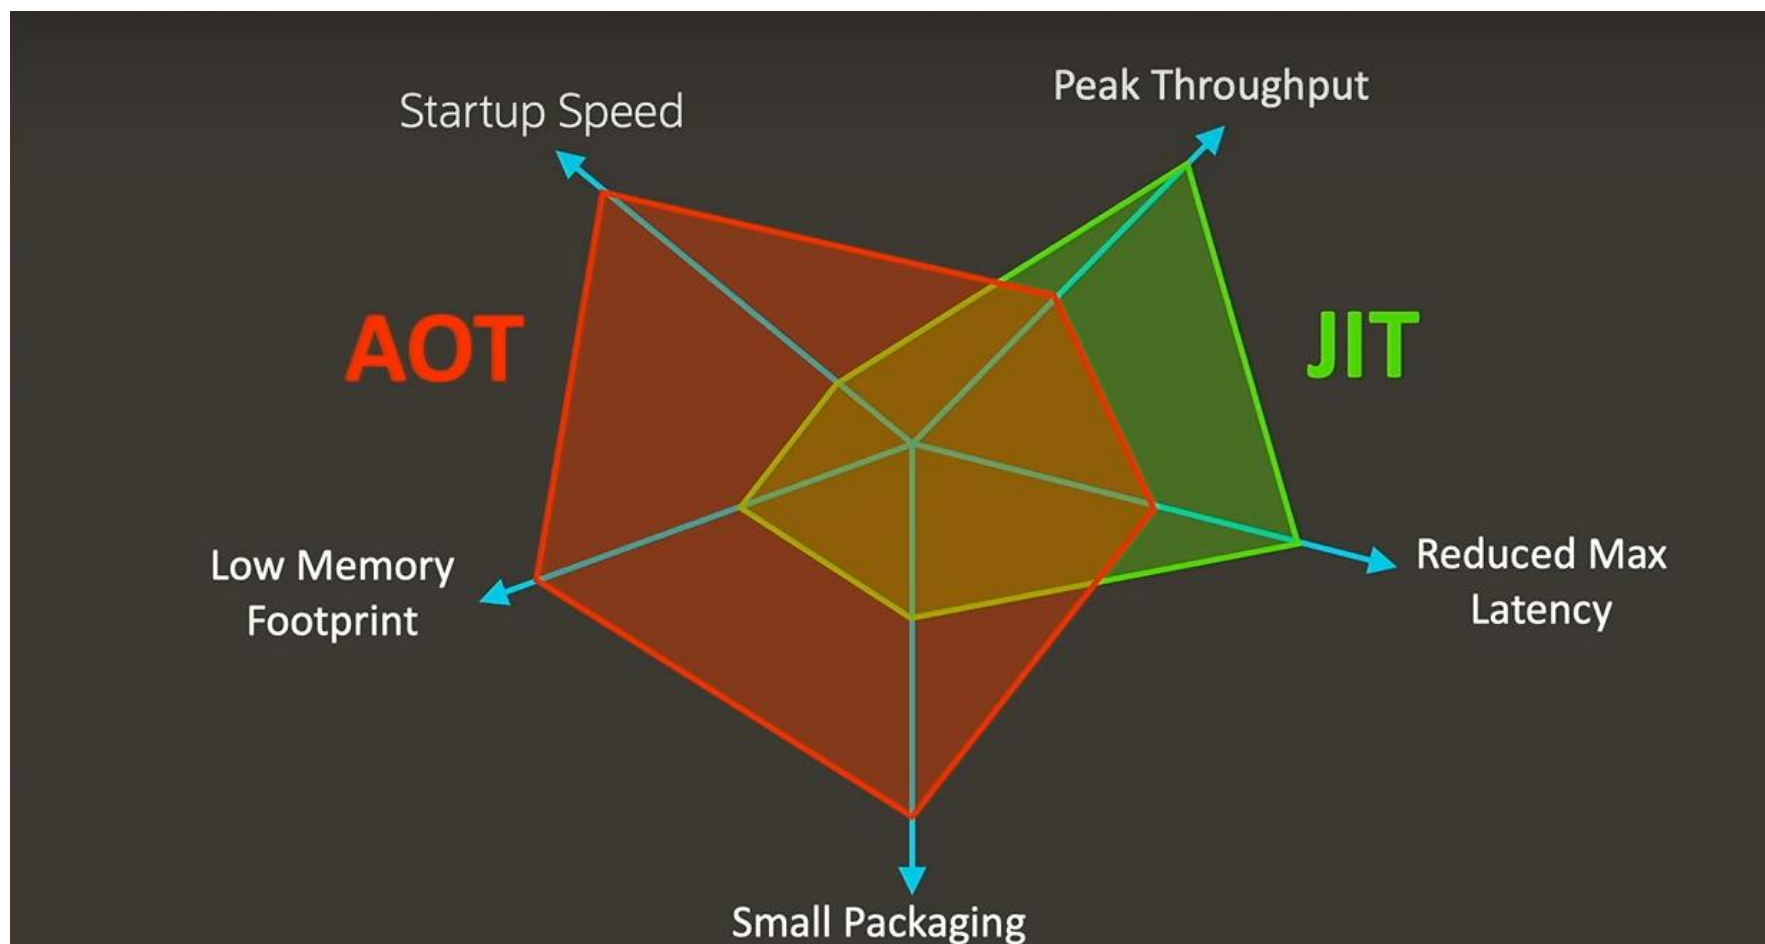 Peak Throughput
Startup Speed
AOT
JIT
Low Memory
Footprint
Reduced Max
Latency
Small Packaging